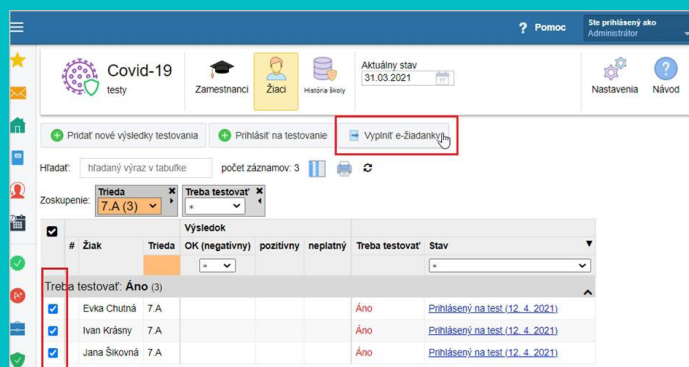 ? Pomoc
Ste prihlásený ako
Administrátor
Covid-19
testy
Zamestnanci
Žiaci
História školy
Aktuálny stav
31.03.2021
Nastavenia
Návod
Pridať nové výsledky testovania
Prihlásiť na testovanie
Vyplniť e-žiadanky
Hľadať:
hľadaný výraz v tabuľke
počet záznamov: 3
Zoskupenie:
Trieda
7.A (3)
Treba testovať
*
Výsledok
# Žiak Trieda OK (negatívny) pozitívny neplatný Treba testovať Stav
* *
Treba testovať: Áno (3)
Evka Chutná 7.A Áno Prihlásený na test (12. 4. 2021)
Ivan Krásny 7.A Áno Prihlásený na test (12. 4. 2021)
Jana Šikovná 7.A Áno Prihlásený na test (12. 4. 2021)